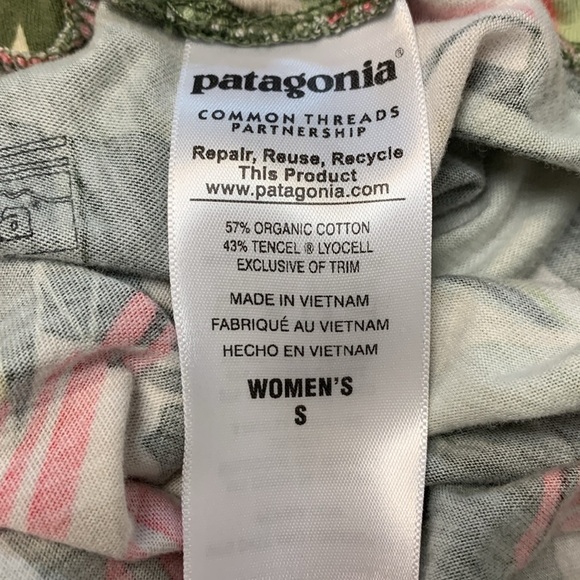 patagonia®
COMMON THREADS
PARTNERSHIP
Repair, Reuse, Recycle
This Product
www.patagonia.com
57% ORGANIC COTTON
43% TENCEL ® LYOCELL
EXCLUSIVE OF TRIM
MADE IN VIETNAM
FABRIQUÉ AU VIETNAM
HECHO EN VIETNAM
WOMEN'S
S